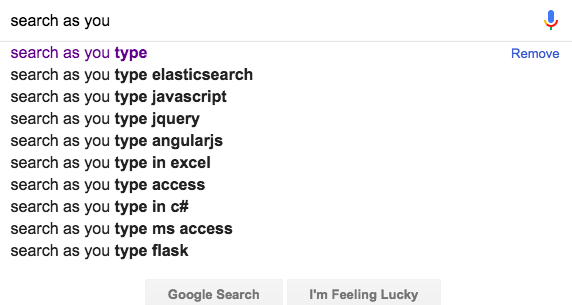 search as you
search as you type Remove
search as you type elasticsearch
search as you type javascript
search as you type jquery
search as you type angularjs
search as you type in excel
search as you type access
search as you type in c#
search as you type ms access
search as you type flask
Google Search I'm Feeling Lucky